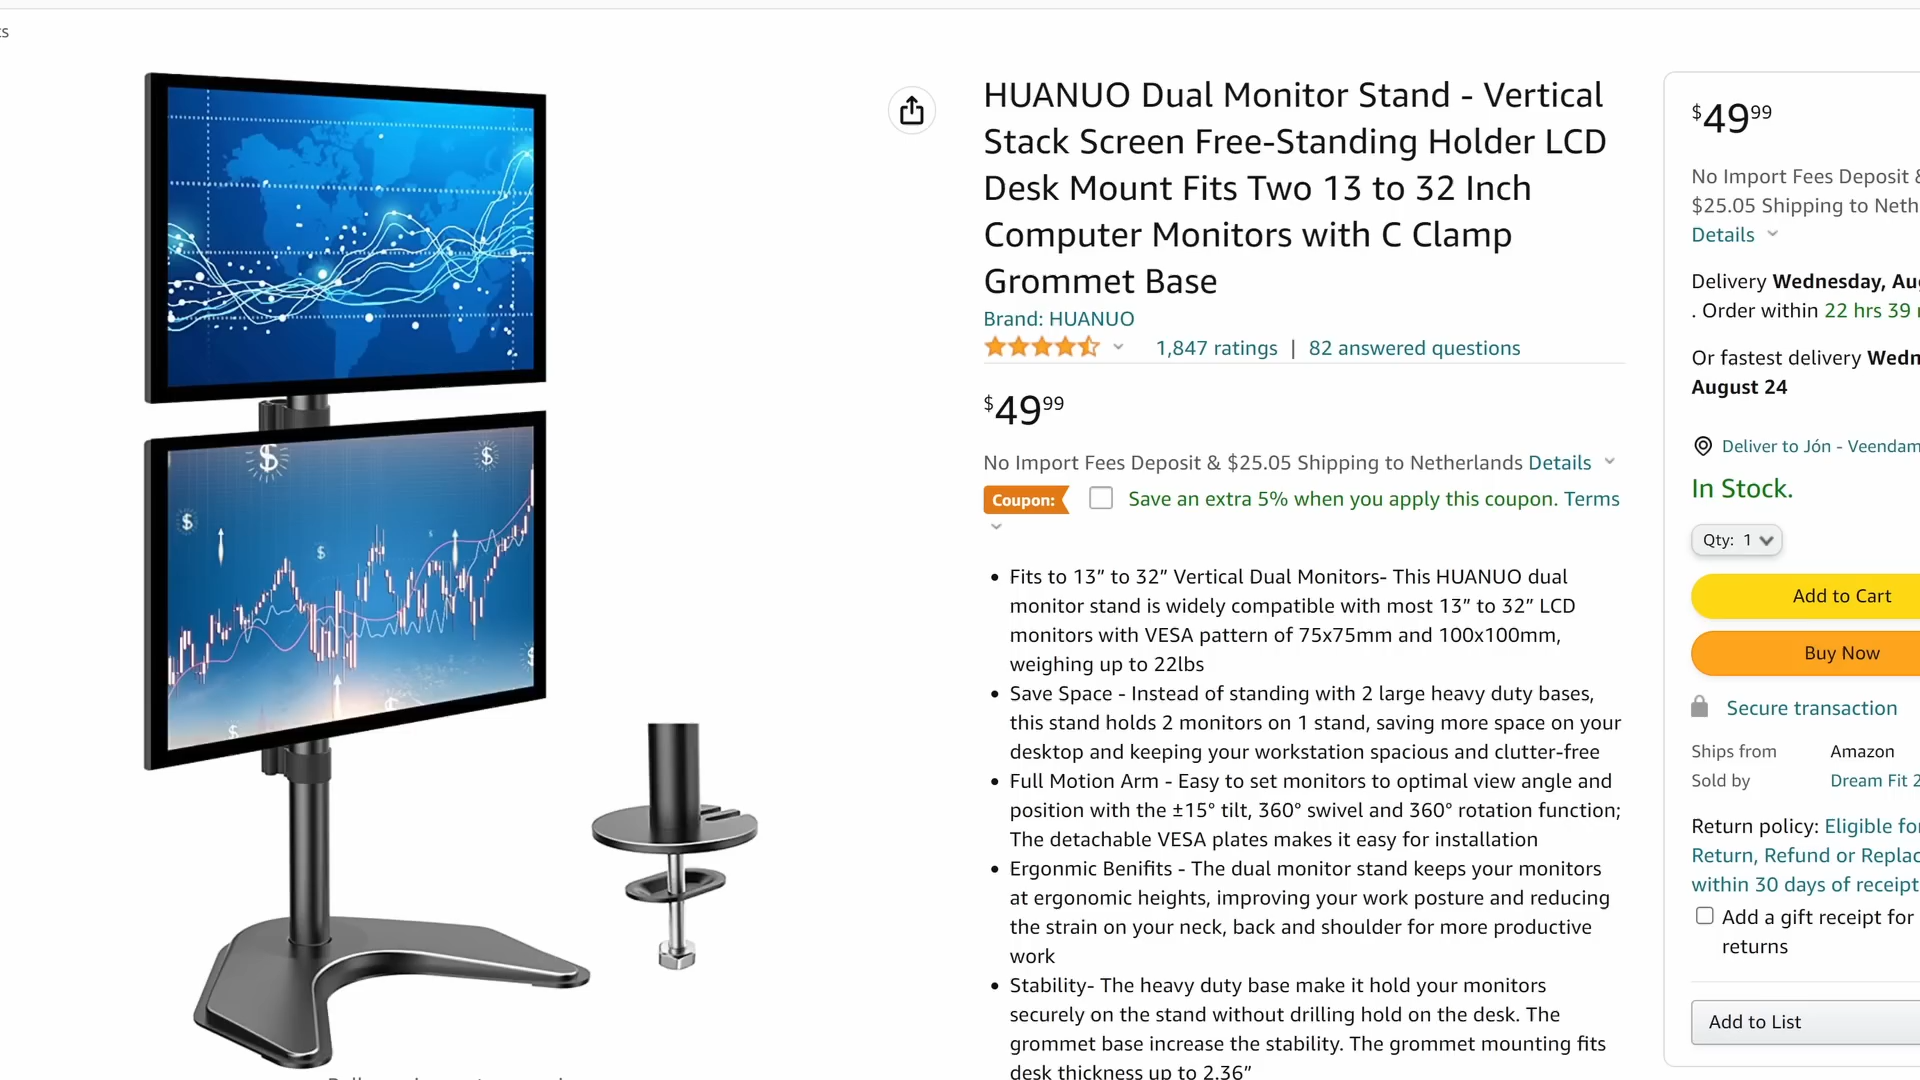 HUANUO Dual Monitor Stand - Vertical
Stack Screen Free-Standing Holder LCD
Desk Mount Fits Two 13 to 32 Inch
Computer Monitors with C Clamp
Grommet Base
Brand: HUANUO
1,847 ratings | 82 answered questions
$4999
No Import Fees Deposit & $25.05 Shipping to Netherlands Details
Coupon: Save an extra 5% when you apply this coupon. Terms
• Fits to 13” to 32” Vertical Dual Monitors- This HUANUO dual
monitor stand is widely compatible with most 13” to 32” LCD
monitors with VESA pattern of 75x75mm and 100x100mm,
weighing up to 22lbs
• Save Space - Instead of standing with 2 large heavy duty bases,
this stand holds 2 monitors on 1 stand, saving more space on your
desktop and keeping your workstation spacious and clutter-free
• Full Motion Arm - Easy to set monitors to optimal view angle and
position with the ±15° tilt, 360° swivel and 360° rotation function;
The detachable VESA plates makes it easy for installation
• Ergonmic Benifits - The dual monitor stand keeps your monitors
at ergonomic heights, improving your work posture and reducing
the strain on your neck, back and shoulder for more productive
work
• Stability- The heavy duty base make it hold your monitors
securely on the stand without drilling hold on the desk. The
grommet base increase the stability. The grommet mounting fits
desk thickness up to 2.36”
$4999
No Import Fees Deposit &
$25.05 Shipping to Neth
Details
Delivery Wednesday, Aug
. Order within 22 hrs 39 m
Or fastest delivery Wedn
August 24
Deliver to Jón - Veendam
In Stock.
Qty: 1
Add to Cart
Buy Now
Secure transaction
Ships from Amazon
Sold by Dream Fit 2
Return policy: Eligible for
Return, Refund or Replac
within 30 days of receipt
Add a gift receipt for
returns
Add to List